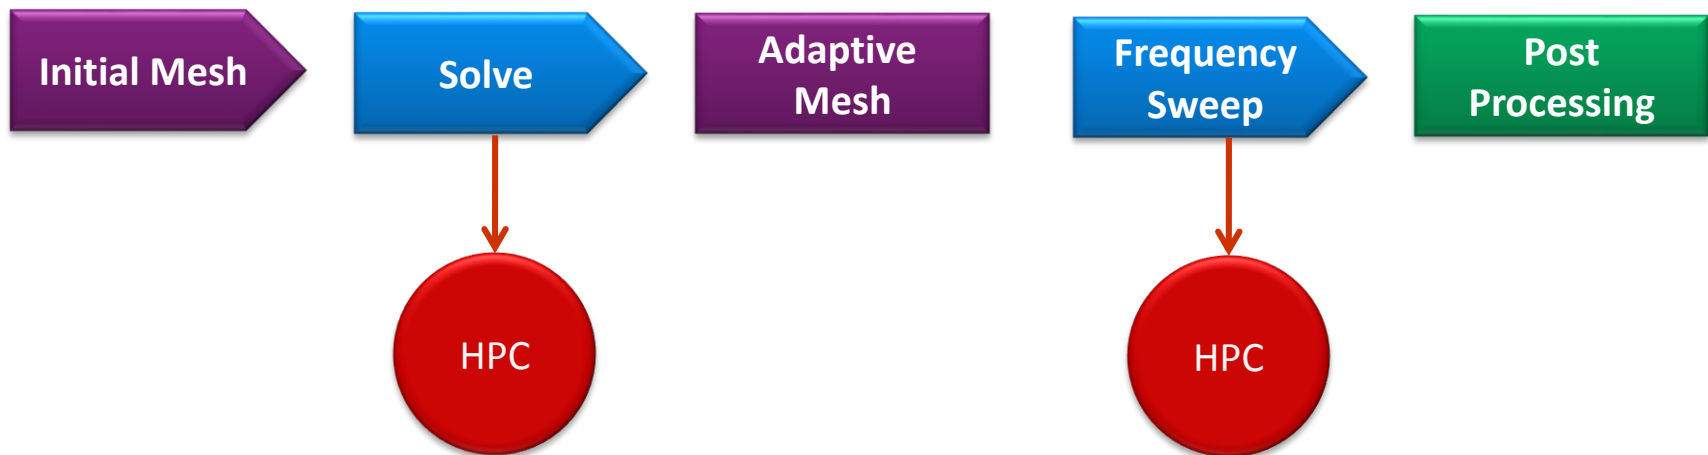 Initial Mesh
Solve
Adaptive
Mesh
Frequency
Sweep
Post
Processing
HPC
HPC